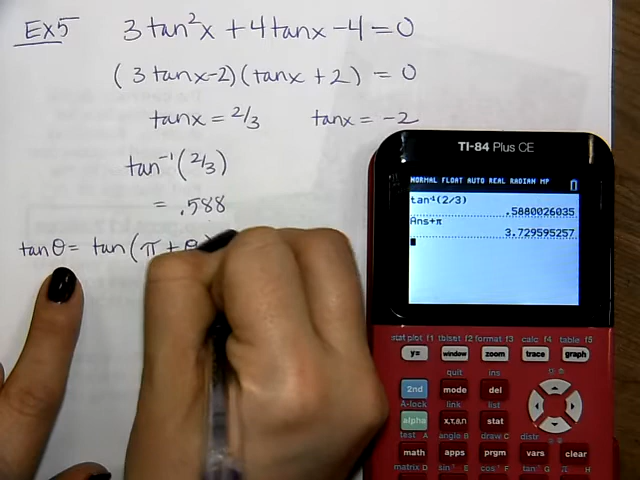 Ex5 3tan²x + 4tanx - 4 = 0
(3tanx - 2)(tanx + 2) = 0
tanx = 2/3 tanx = -2
tan⁻¹(2/3)
= .588
tanθ = tan(π + θ)
TI-84 Plus CE
NORMAL FLOAT AUTO REAL RADIAN MP
tan⁻¹(2/3)
.5880026035
Ans+π
3.729595257
stat plot f1 tblset f2 format f3 calc f4 table f5
y= window zoom trace graph
quit ins
2nd mode del
A-lock link list
alpha X,T,θ,n stat
test A angle B draw C distr
math apps prgm vars clear
matrix D sin⁻¹ E cos⁻¹ F tan⁻¹ G π H